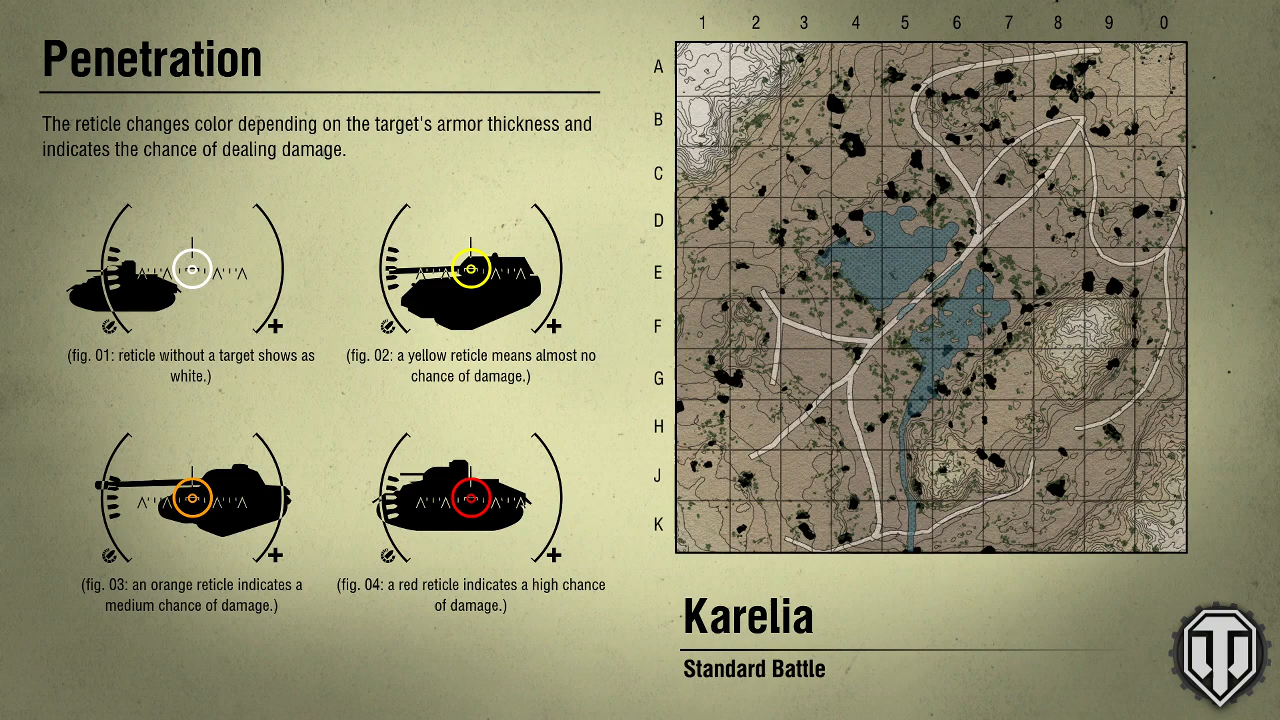 Penetration
The reticle changes color depending on the target's armor thickness and
indicates the chance of dealing damage.
(fig. 01: reticle without a target shows as
white.)
(fig. 02: a yellow reticle means almost no
chance of damage.)
(fig. 03: an orange reticle indicates a
medium chance of damage.)
(fig. 04: a red reticle indicates a high chance
of damage.)
1 2 3 4 5 6 7 8 9 0
A
B
C
D
E
F
G
H
J
K
Karelia
Standard Battle